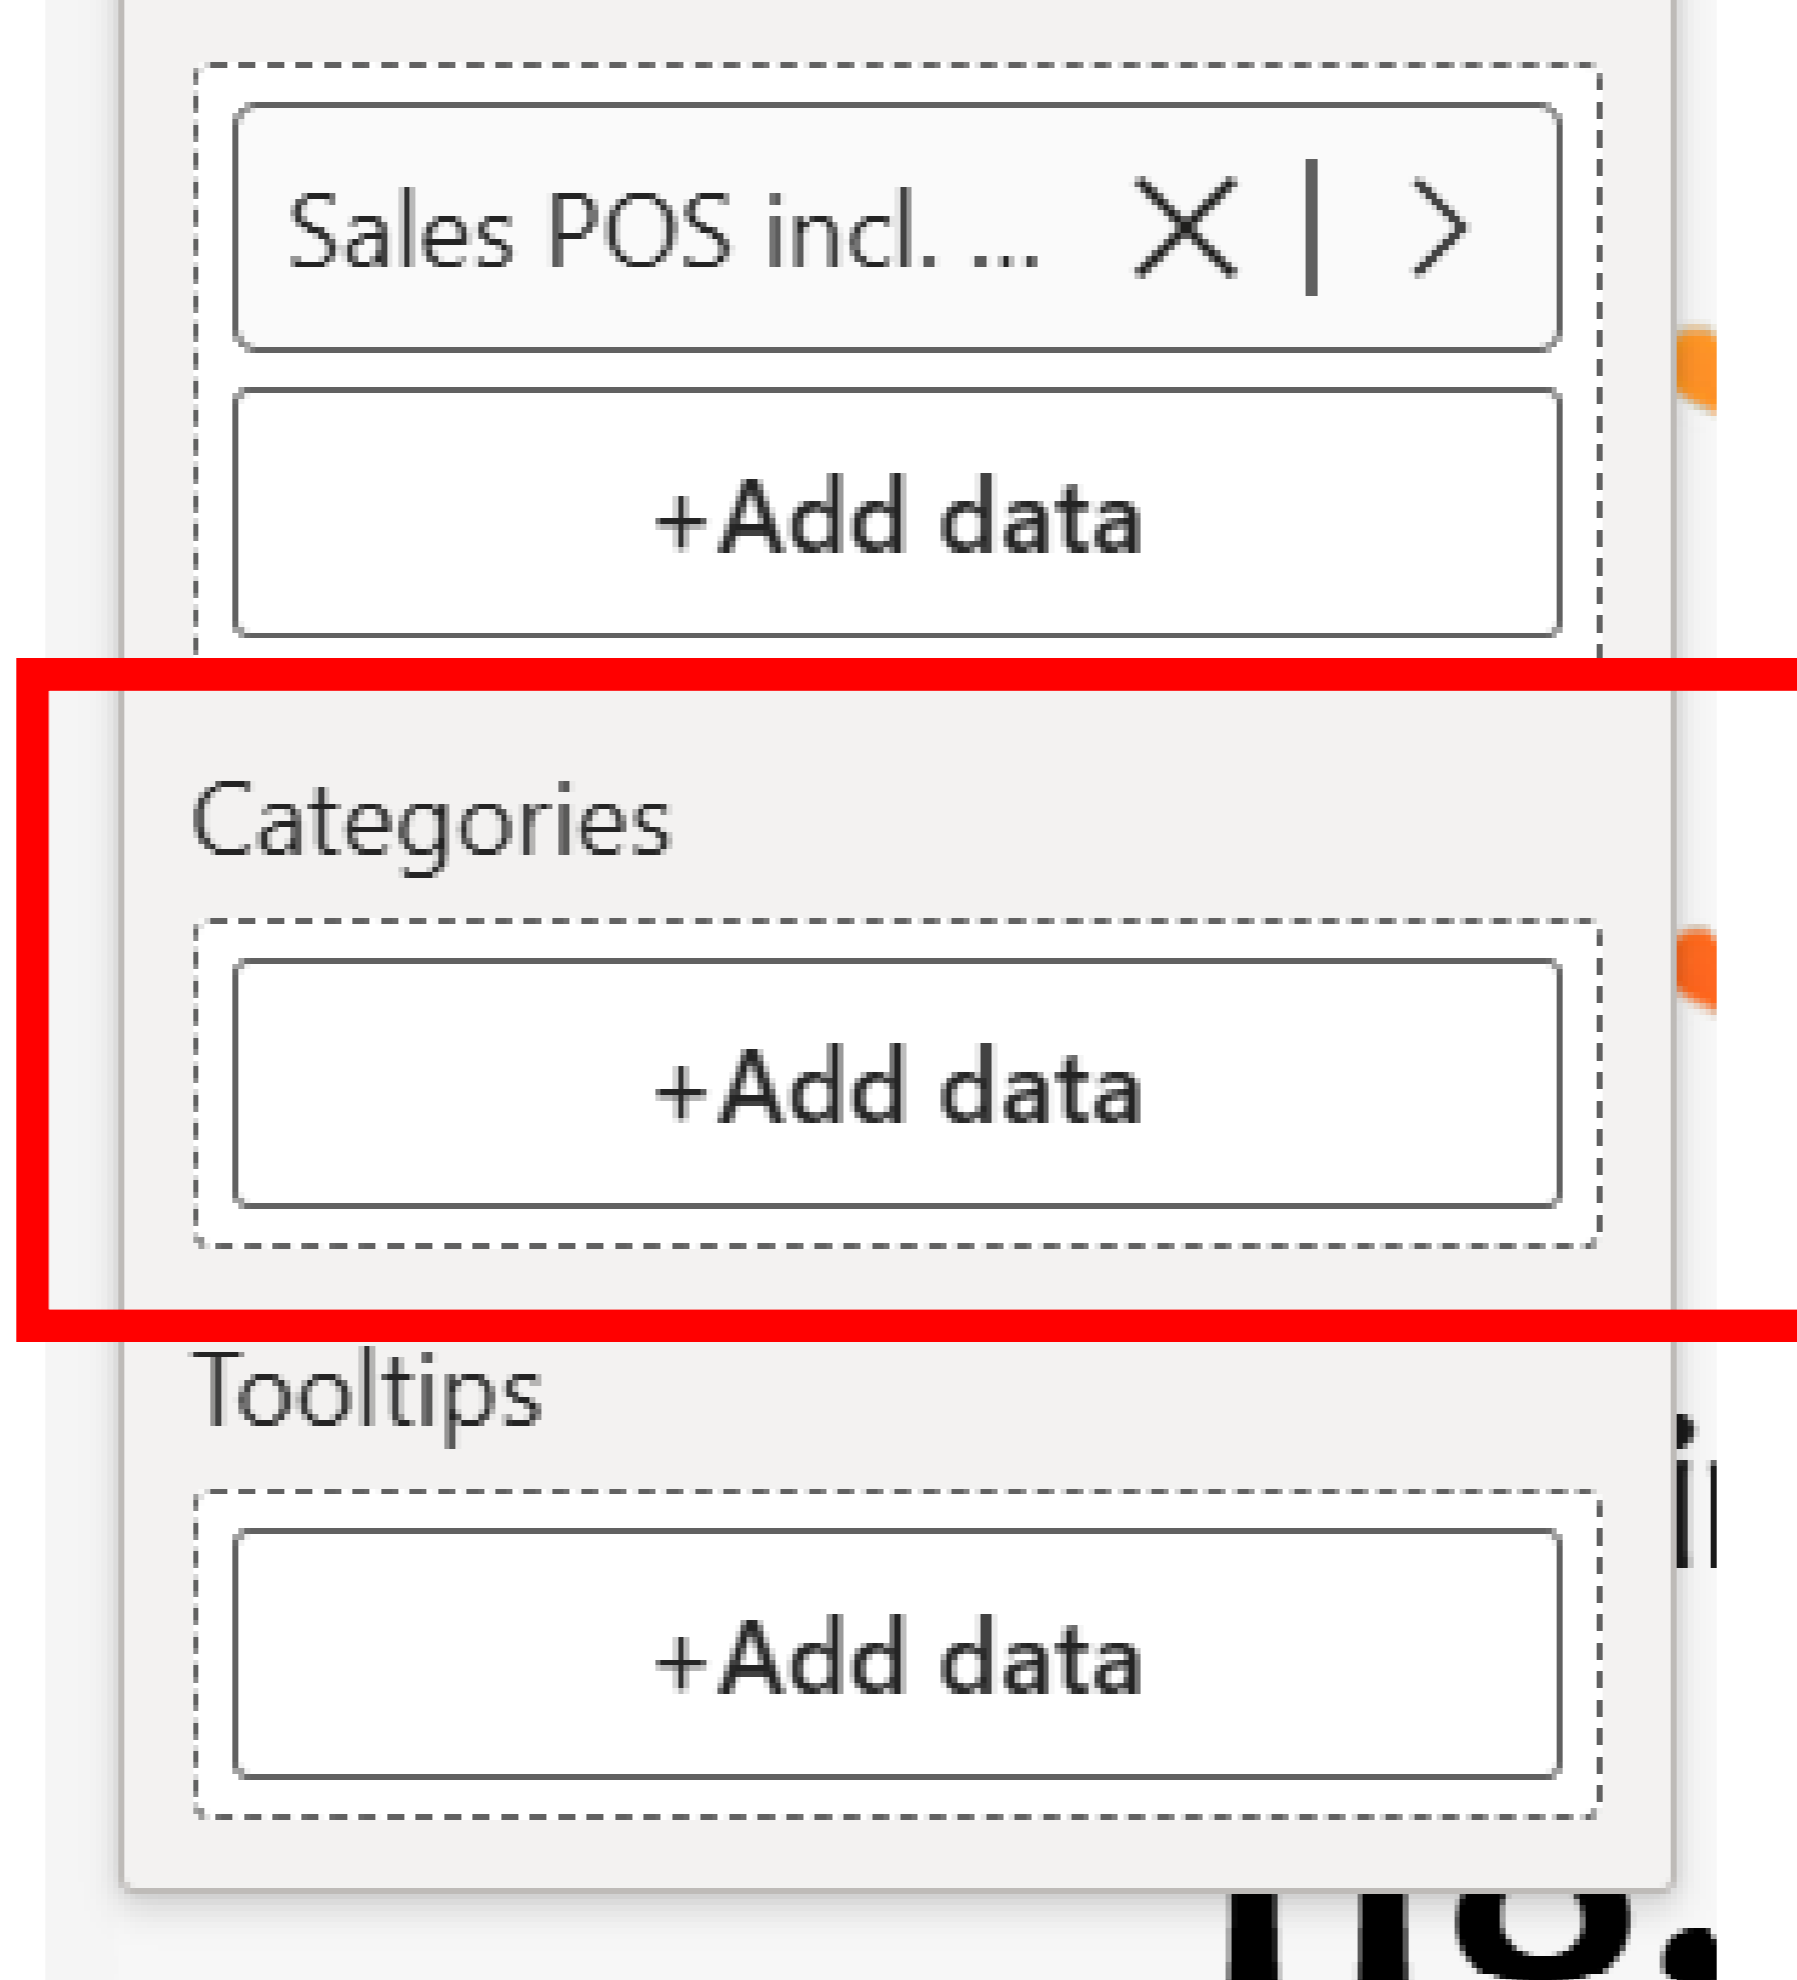 Sales POS incl. ...
+Add data
Categories
+Add data
Tooltips
+Add data